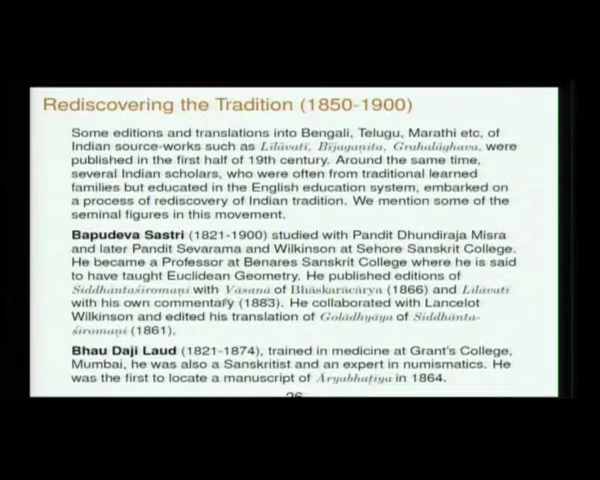 Rediscovering the Tradition (1850-1900)
Some editions and translations into Bengali, Telugu, Marathi etc, of
Indian source-works such as Līlāvatī, Bījagaṇita, Grahalāghava, were
published in the first half of 19th century. Around the same time,
several Indian scholars, who were often from traditional learned
families but educated in the English education system, embarked on
a process of rediscovery of Indian tradition. We mention some of the
seminal figures in this movement.
Bapudeva Sastri (1821-1900) studied with Pandit Dhundiraja Misra
and later Pandit Sevarama and Wilkinson at Sehore Sanskrit College.
He became a Professor at Benares Sanskrit College where he is said
to have taught Euclidean Geometry. He published editions of
Siddhāntaśiromaṇi with Vāsanā of Bhāskarācārya (1866) and Līlāvatī
with his own commentary (1883). He collaborated with Lancelot
Wilkinson and edited his translation of Golādhyāya of Siddhānta-
śiromaṇi (1861).
Bhau Daji Laud (1821-1874), trained in medicine at Grant's College,
Mumbai, he was also a Sanskritist and an expert in numismatics. He
was the first to locate a manuscript of Āryabhaṭīya in 1864.
26